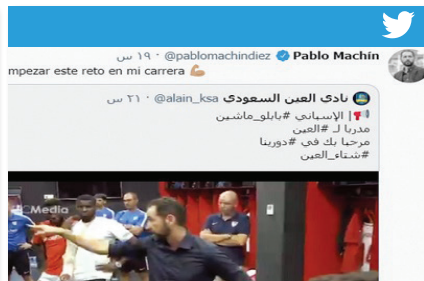 Pablo Machín @pablomachindiez · ١٩ س
mpezar este reto en mi carrera 💪
نادي العين السعودي @alain_ksa · ٢١ س
📢| الإسباني #بابلو_ماشين
مدربا لـ #العين
مرحبا بك في #دورينا
#شتاء_العين
CMedia